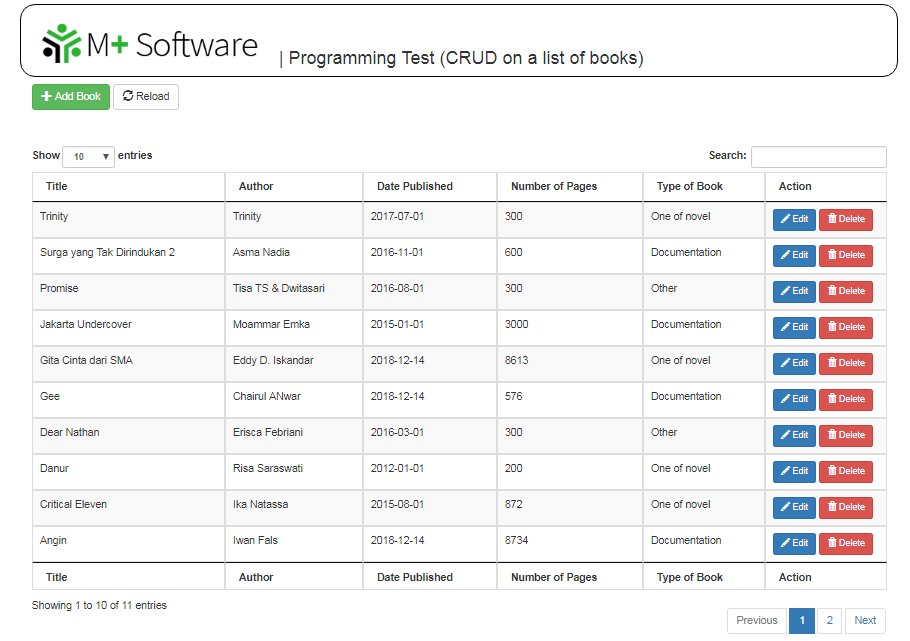 M+ Software | Programming Test (CRUD on a list of books)
Add Book Reload
Show 10 entries Search:
Title Author Date Published Number of Pages Type of Book Action
Trinity Trinity 2017-07-01 300 One of novel Edit Delete
Surga yang Tak Dirindukan 2 Asma Nadia 2016-11-01 600 Documentation Edit Delete
Promise Tisa TS & Dwitasari 2016-08-01 300 Other Edit Delete
Jakarta Undercover Moammar Emka 2015-01-01 3000 Documentation Edit Delete
Gita Cinta dari SMA Eddy D. Iskandar 2018-12-14 8613 One of novel Edit Delete
Gee Chairul ANwar 2018-12-14 576 Documentation Edit Delete
Dear Nathan Erisca Febriani 2016-03-01 300 Other Edit Delete
Danur Risa Saraswati 2012-01-01 200 One of novel Edit Delete
Critical Eleven Ika Natassa 2015-08-01 872 One of novel Edit Delete
Angin Iwan Fals 2018-12-14 8734 Documentation Edit Delete
Title Author Date Published Number of Pages Type of Book Action
Showing 1 to 10 of 11 entries
Previous 1 2 Next